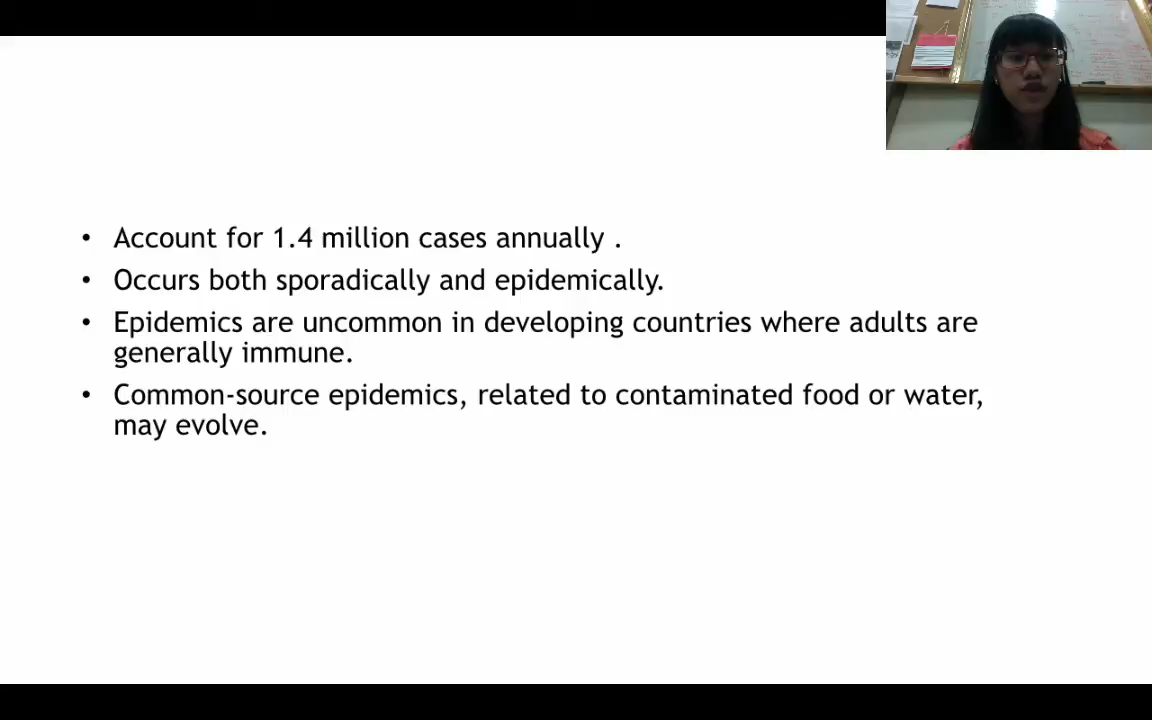 • Account for 1.4 million cases annually .
• Occurs both sporadically and epidemically.
• Epidemics are uncommon in developing countries where adults are
generally immune.
• Common-source epidemics, related to contaminated food or water,
may evolve.